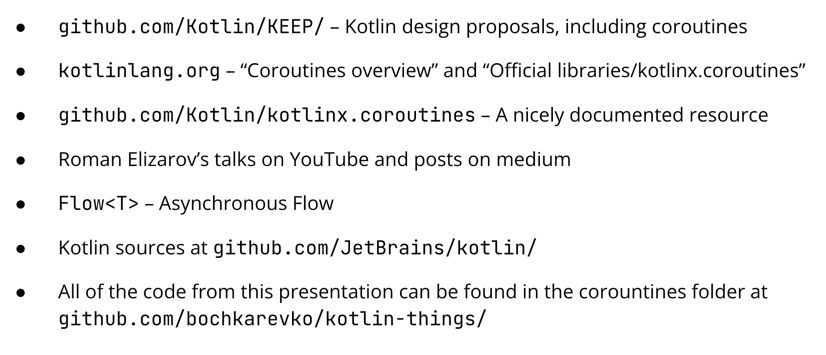 ● github.com/Kotlin/KEEP/ – Kotlin design proposals, including coroutines
● kotlinlang.org – “Coroutines overview” and “Official libraries/kotlinx.coroutines”
● github.com/Kotlin/kotlinx.coroutines – A nicely documented resource
● Roman Elizarov’s talks on YouTube and posts on medium
● Flow<T> – Asynchronous Flow
● Kotlin sources at github.com/JetBrains/kotlin/
● All of the code from this presentation can be found in the corountines folder at
github.com/bochkarevko/kotlin-things/